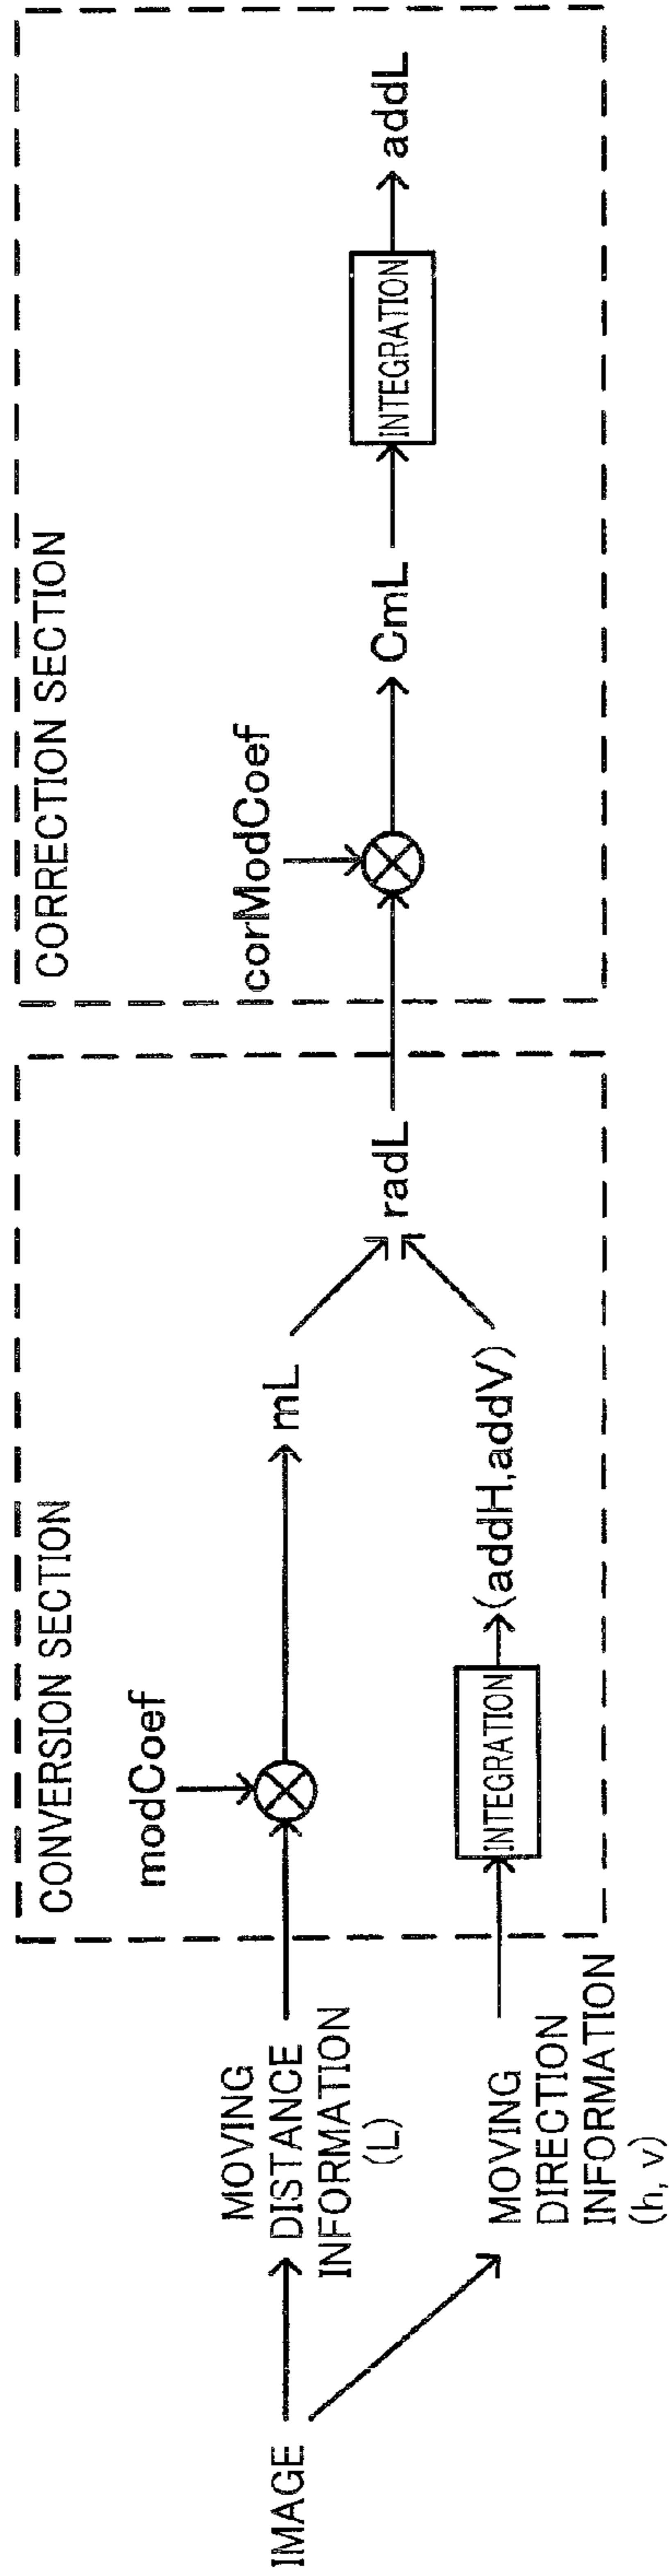 IMAGE
MOVING
DISTANCE
INFORMATION
(L)
MOVING
DIRECTION
INFORMATION
(h, v)
CONVERSION SECTION
modCoef
mL
INTEGRATION
(addH,addV)
radL
CORRECTION SECTION
corModCoef
CmL
INTEGRATION
addL